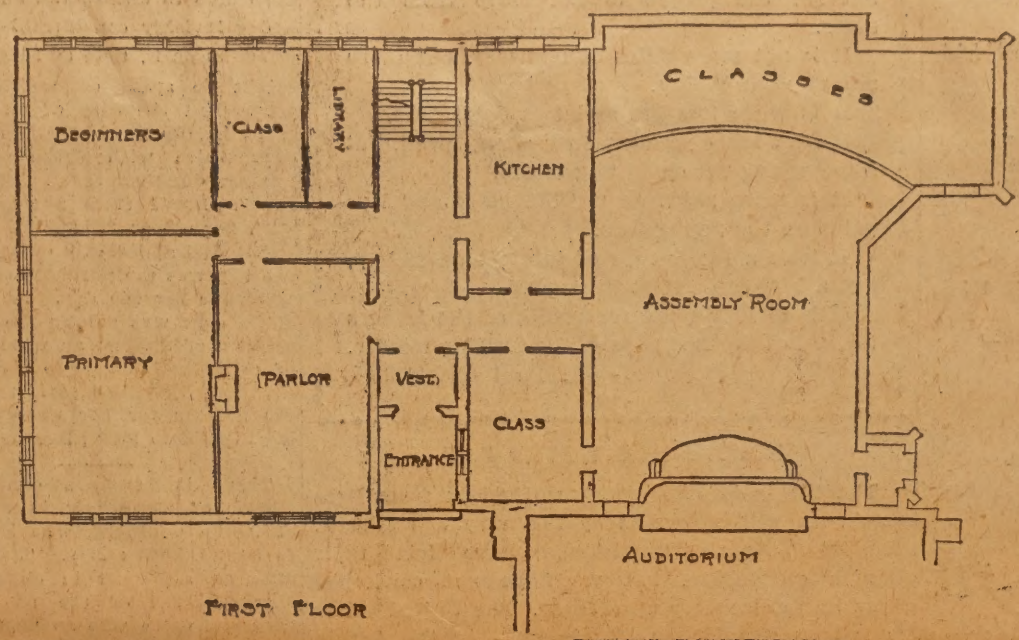 CLASSES
BEGINNERS
CLASS
LIBRARY
KITCHEN
ASSEMBLY ROOM
PRIMARY
PARLOR
VEST.
CLASS
ENTRANCE
AUDITORIUM
FIRST FLOOR